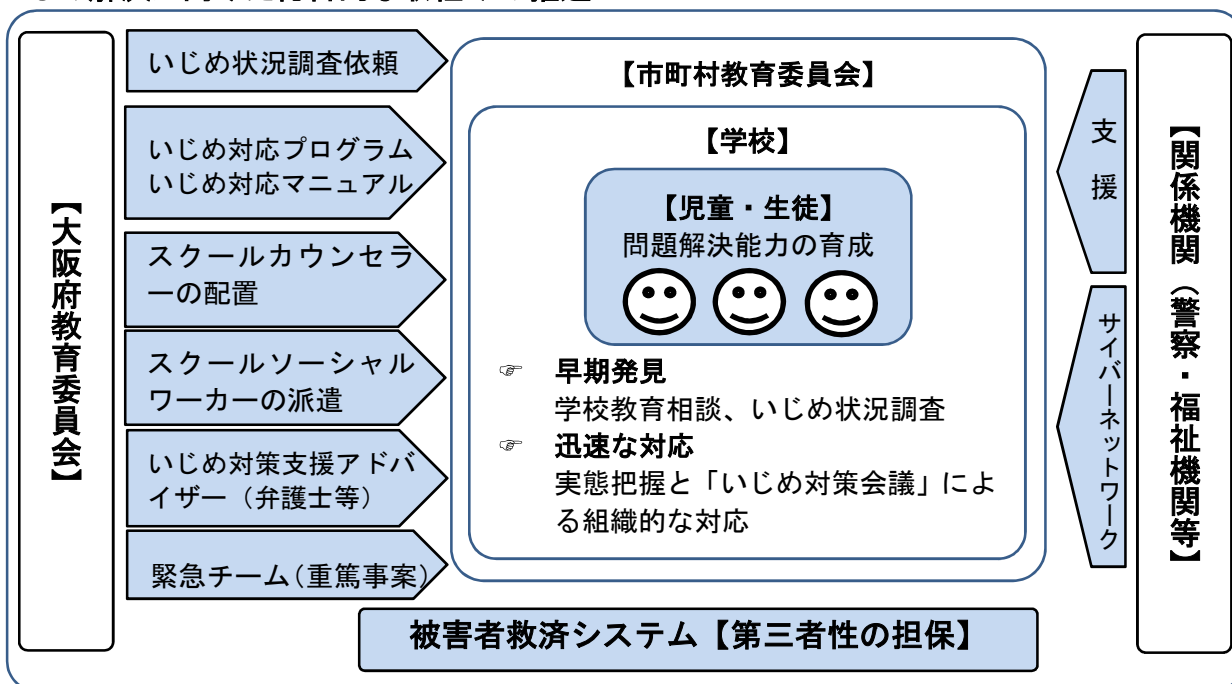 【大阪府教育委員会】
いじめ状況調査依頼
いじめ対応プログラム
いじめ対応マニュアル
スクールカウンセラ
ーの配置
スクールソーシャル
ワーカーの派遣
いじめ対策支援アドバ
イザー（弁護士等）
緊急チーム（重篤事案）
【市町村教育委員会】
【学校】
【児童・生徒】
問題解決能力の育成
☞ 早期発見
学校教育相談、いじめ状況調査
☞ 迅速な対応
実態把握と「いじめ対策会議」によ
る組織的な対応
支援
サイバーネットワーク
【関係機関（警察・福祉機関等】
被害者救済システム【第三者性の担保】